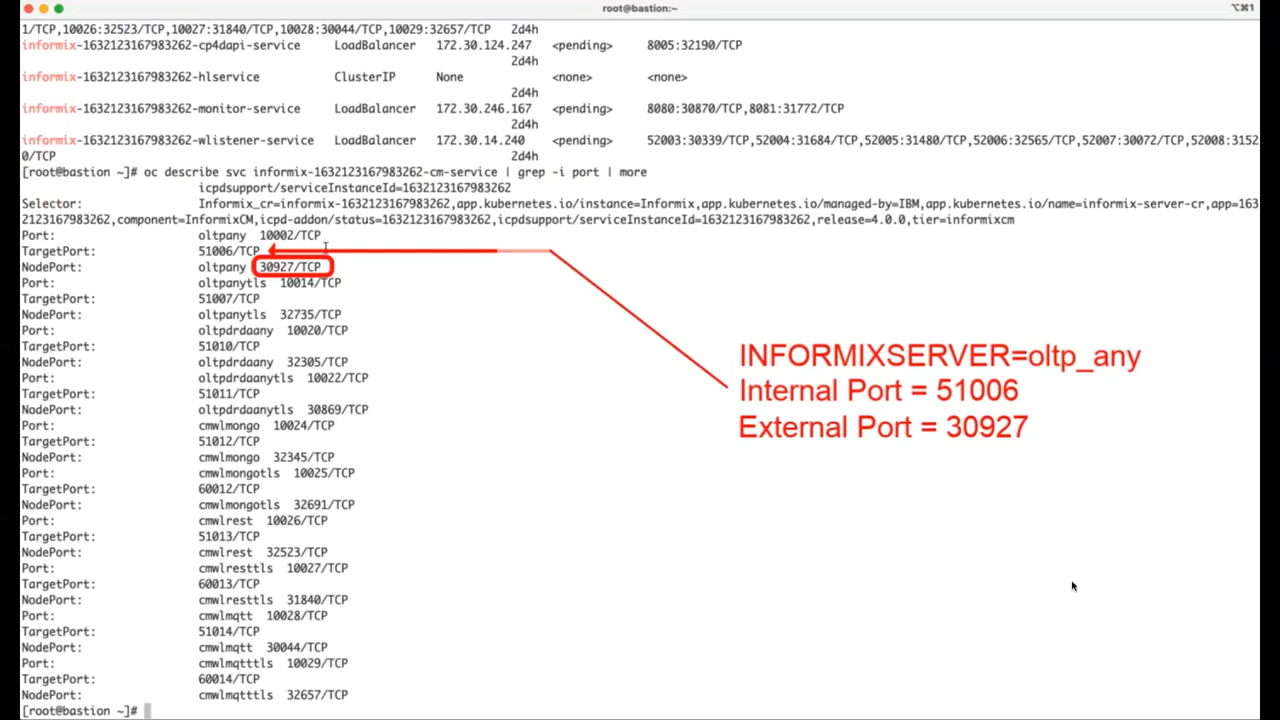 root@bastion:~
⌥⌘1
1/TCP,10026:32523/TCP,10027:31840/TCP,10028:30044/TCP,10029:32657/TCP 2d4h
informix-1632123167983262-cp4dapi-service LoadBalancer 172.30.124.247 <pending> 8005:32190/TCP
2d4h
informix-1632123167983262-hlservice ClusterIP None <none> <none>
2d4h
informix-1632123167983262-monitor-service LoadBalancer 172.30.246.167 <pending> 8080:30870/TCP,8081:31772/TCP
2d4h
informix-1632123167983262-wlistener-service LoadBalancer 172.30.14.240 <pending> 52003:30339/TCP,52004:31684/TCP,52005:31480/TCP,52006:32565/TCP,52007:30072/TCP,52008:3152
0/TCP 2d4h
[root@bastion ~]# oc describe svc informix-1632123167983262-cm-service | grep -i port | more
icpdsupport/serviceInstanceId=1632123167983262
Selector: Informix_cr=informix-1632123167983262,app.kubernetes.io/instance=Informix,app.kubernetes.io/managed-by=IBM,app.kubernetes.io/name=informix-server-cr,app=163
2123167983262,component=InformixCM,icpd-addon/status=1632123167983262,icpdsupport/serviceInstanceId=1632123167983262,release=4.0.0,tier=informixcm
Port: oltpany 10002/TCP
TargetPort: 51006/TCP
NodePort: oltpany 30927/TCP
Port: oltpanytls 10014/TCP
TargetPort: 51007/TCP
NodePort: oltpanytls 32735/TCP
Port: oltpdrdaany 10020/TCP
TargetPort: 51010/TCP
NodePort: oltpdrdaany 32305/TCP
Port: oltpdrdaanytls 10022/TCP
TargetPort: 51011/TCP
NodePort: oltpdrdaanytls 30869/TCP
Port: cmwlmongo 10024/TCP
TargetPort: 51012/TCP
NodePort: cmwlmongo 32345/TCP
Port: cmwlmongotls 10025/TCP
TargetPort: 60012/TCP
NodePort: cmwlmongotls 32691/TCP
Port: cmwlrest 10026/TCP
TargetPort: 51013/TCP
NodePort: cmwlrest 32523/TCP
Port: cmwlresttls 10027/TCP
TargetPort: 60013/TCP
NodePort: cmwlresttls 31840/TCP
Port: cmwlmqtt 10028/TCP
TargetPort: 51014/TCP
NodePort: cmwlmqtt 30044/TCP
Port: cmwlmqtttls 10029/TCP
TargetPort: 60014/TCP
NodePort: cmwlmqtttls 32657/TCP
[root@bastion ~]#
INFORMIXSERVER=oltp_any
Internal Port = 51006
External Port = 30927